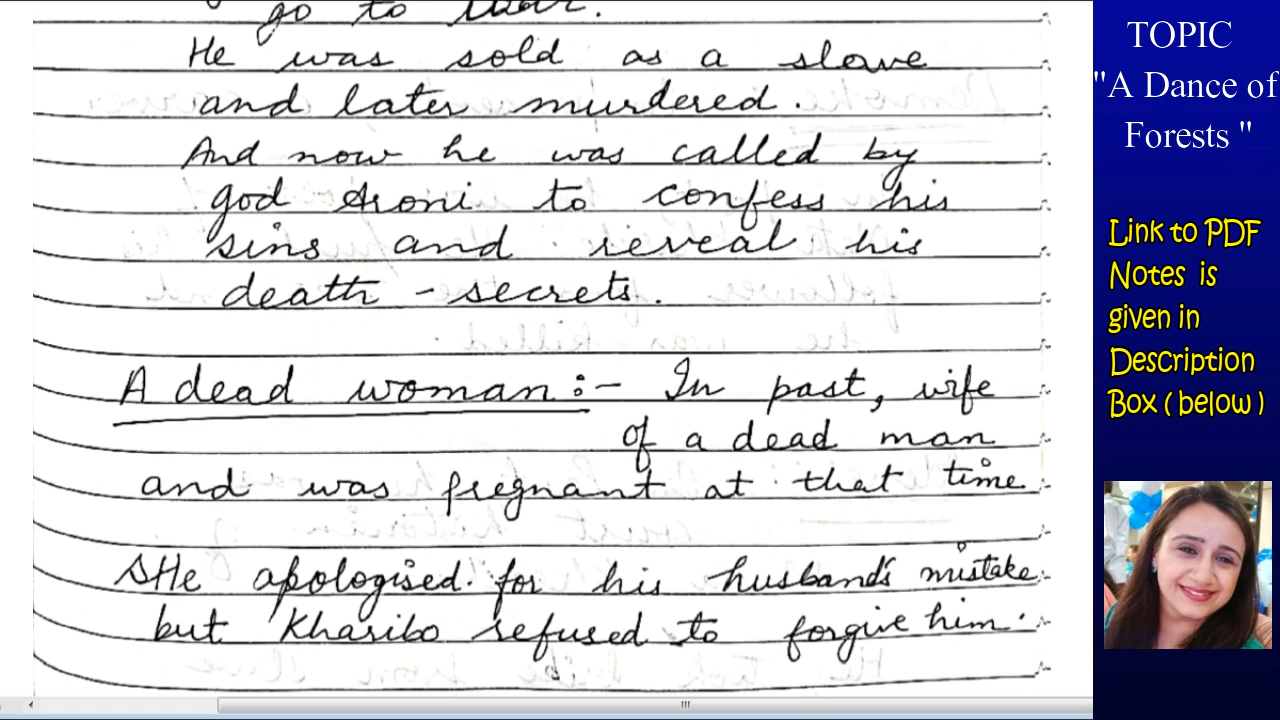 go to war.
He was sold as a slave
and later murdered.
And now he was called by
god Aroni to confess his
sins and reveal his
death - secrets.
A dead woman :- In past, wife
of a dead man
and was pregnant at that time
SHe apologised for his husband's mistake
but Kharibo refused to forgive him.
TOPIC
"A Dance of
Forests "
Link to PDF
Notes is
given in
Description
Box ( below )